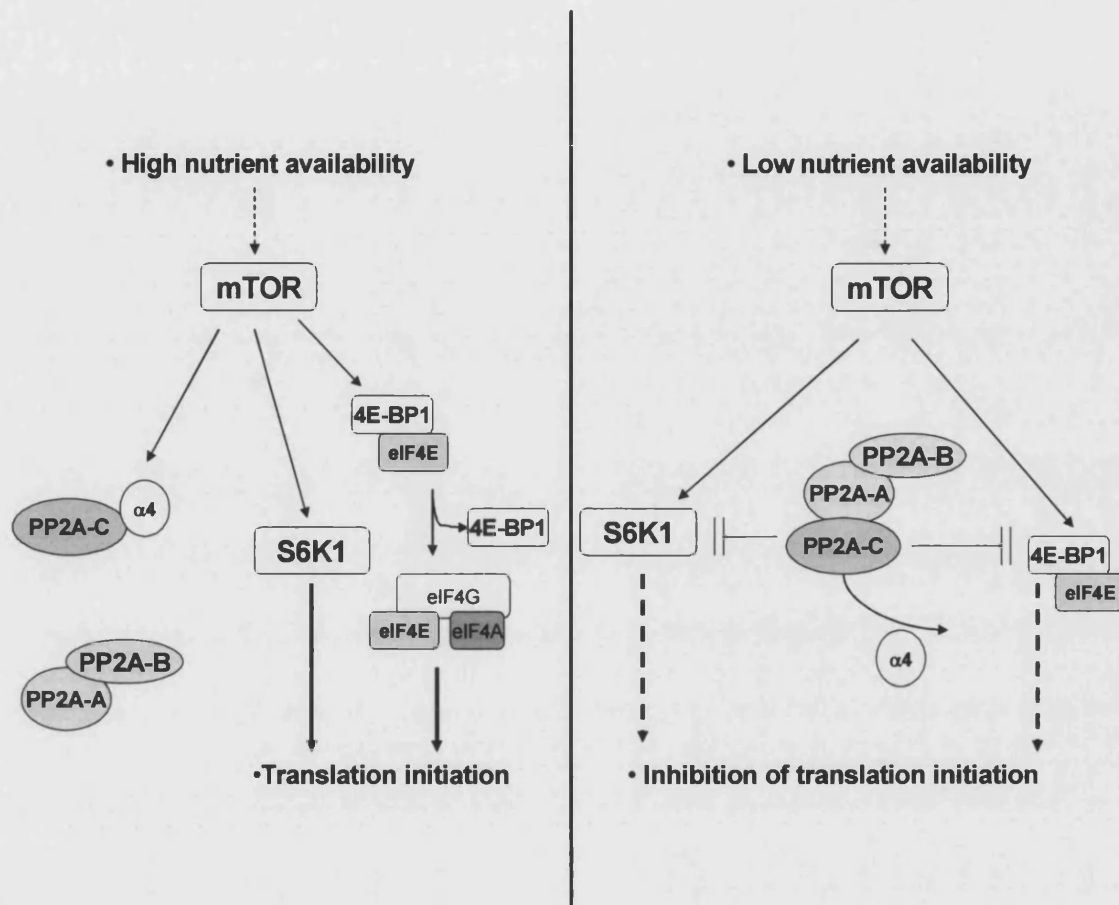 • High nutrient availability
mTOR
4E-BP1
eIF4E
α4
PP2A-C
4E-BP1
S6K1
eIF4G
eIF4E
eIF4A
PP2A-B
PP2A-A
•Translation initiation
• Low nutrient availability
mTOR
PP2A-B
PP2A-A
S6K1
PP2A-C
4E-BP1
eIF4E
α4
• Inhibition of translation initiation